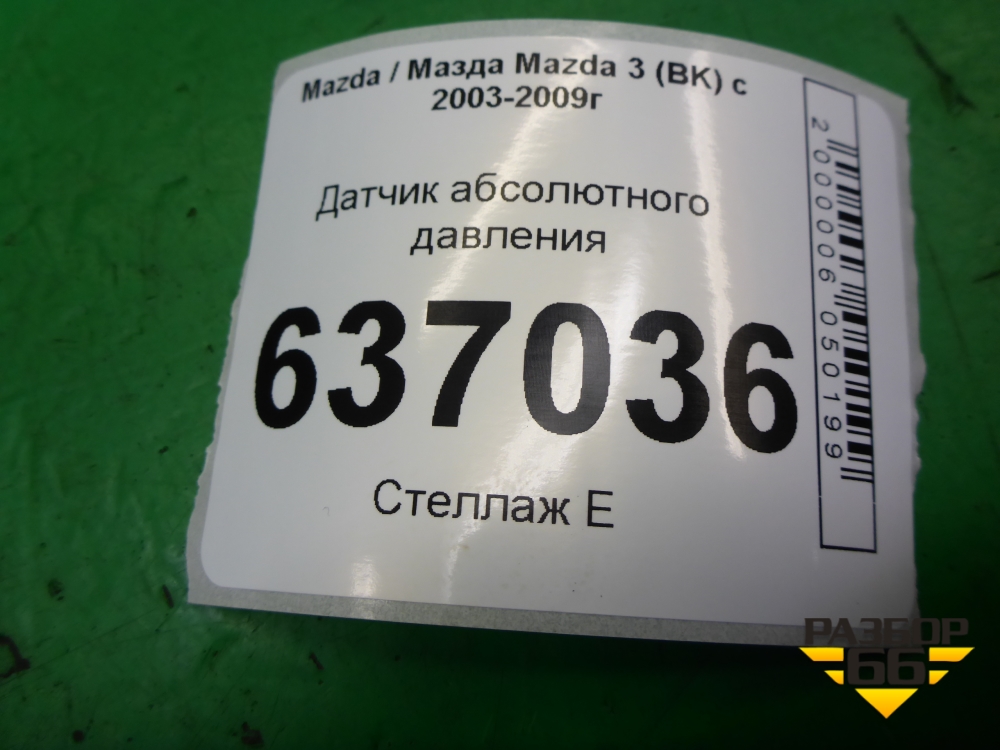 Mazda / Мазда Mazda 3 (BK) с
2003-2009г
Датчик абсолютного
давления
637036
Стеллаж Е
2000006050199
РАЗБОР
66